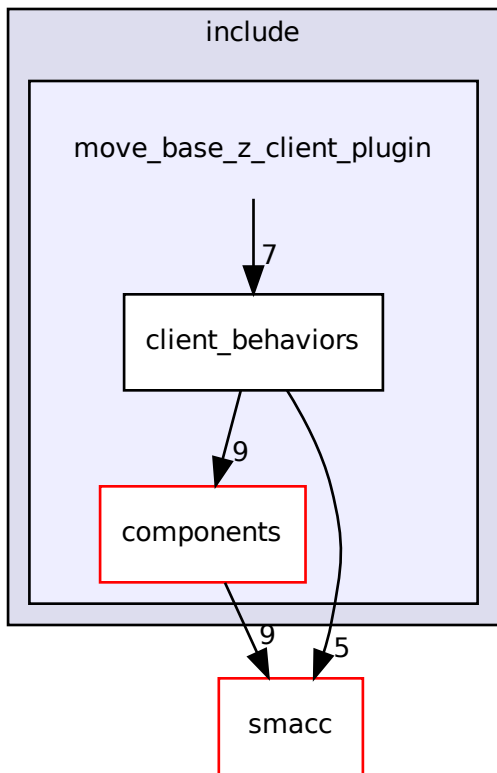 include
move_base_z_client_plugin
7
client_behaviors
9
components
9
5
smacc